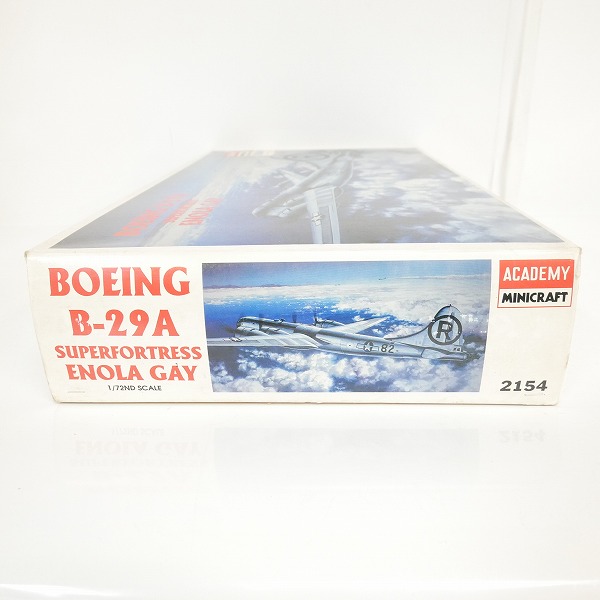 BOEING
B-29A
SUPERFORTRESS
ENOLA GAY
1/72ND SCALE
R
82
ACADEMY
MINICRAFT
2154